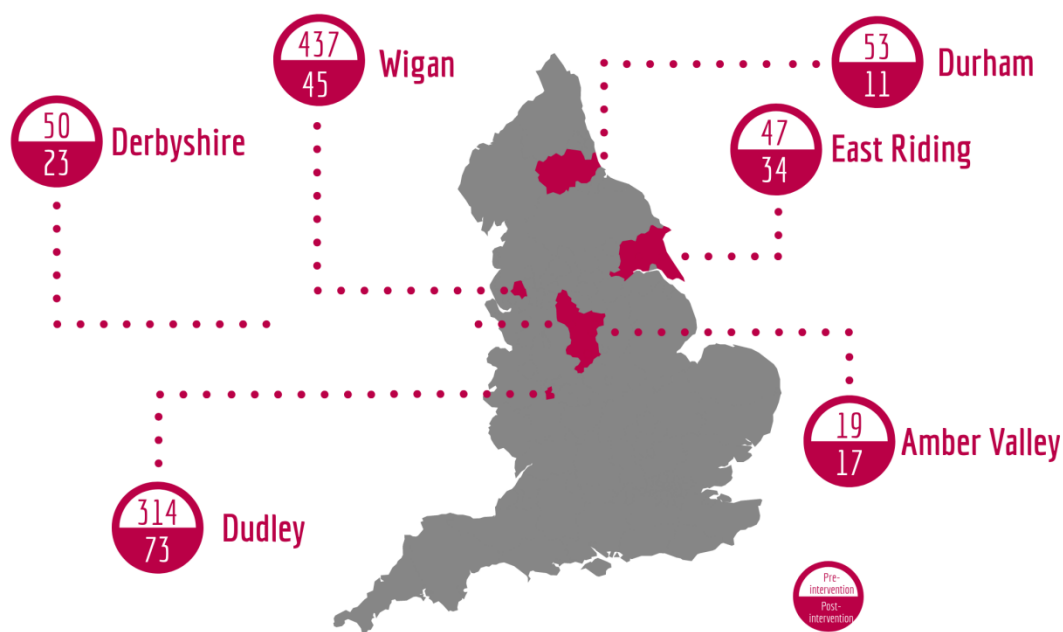 437
45
Wigan
53
11
Durham
50
23
Derbyshire
47
34
East Riding
19
17
Amber Valley
314
73
Dudley
Pre-
intervention
Post-
intervention